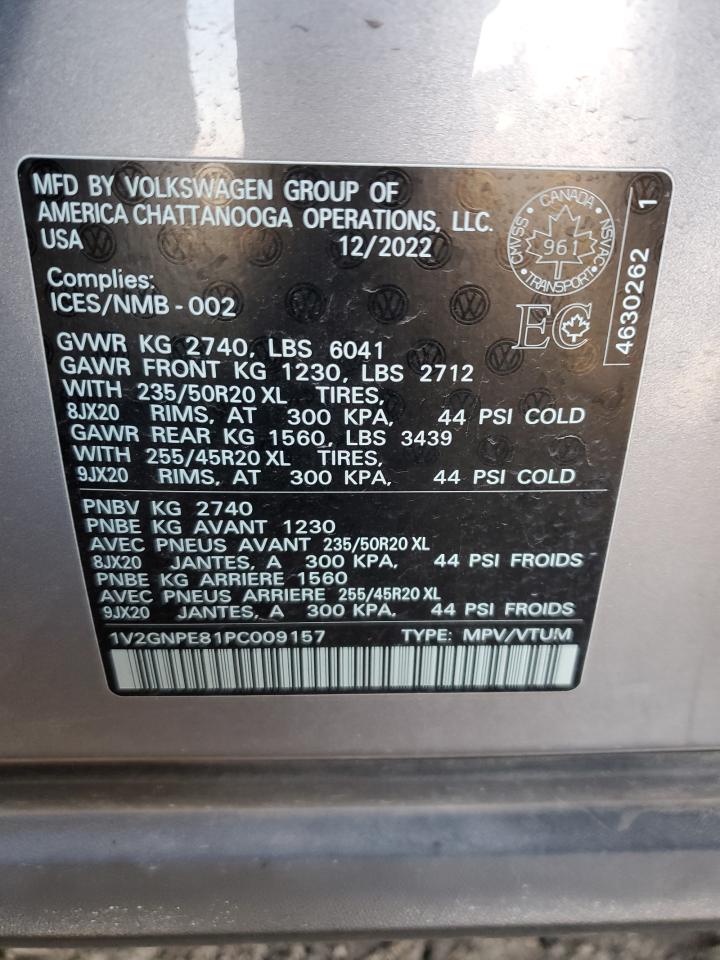 MFD BY VOLKSWAGEN GROUP OF
AMERICA CHATTANOOGA OPERATIONS, LLC.
USA 12/2022
CANADA
CMVSS 961 NSVAC
TRANSPORT
4630262 1
Complies:
ICES/NMB-002
EC
GVWR KG 2740, LBS 6041
GAWR FRONT KG 1230, LBS 2712
WITH 235/50R20 XL TIRES,
8JX20 RIMS, AT 300 KPA, 44 PSI COLD
GAWR REAR KG 1560, LBS 3439
WITH 255/45R20 XL TIRES,
9JX20 RIMS, AT 300 KPA, 44 PSI COLD
PNBV KG 2740
PNBE KG AVANT 1230
AVEC PNEUS AVANT 235/50R20 XL
8JX20 JANTES, A 300 KPA, 44 PSI FROIDS
PNBE KG ARRIERE 1560
AVEC PNEUS ARRIERE 255/45R20 XL
9JX20 JANTES, A 300 KPA, 44 PSI FROIDS
1V2GNPE81PC009157 TYPE: MPV/VTUM